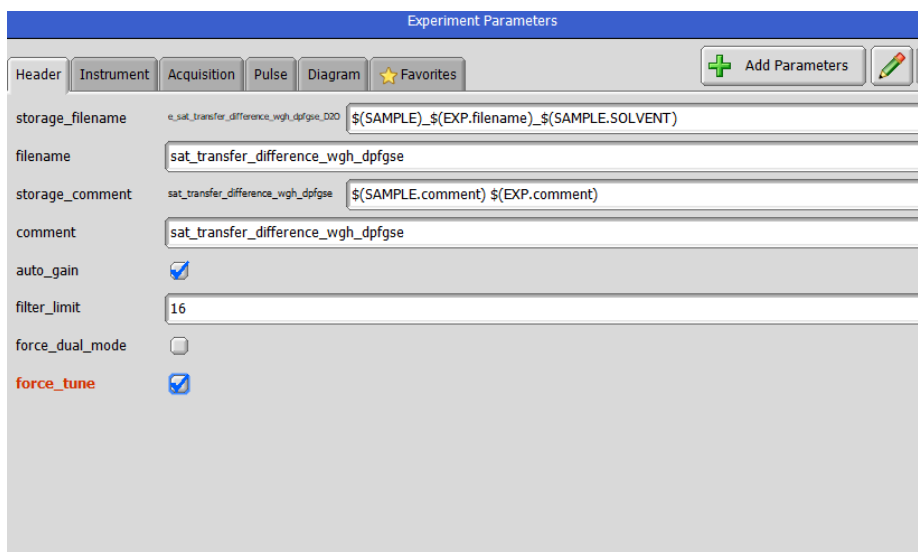 Experiment Parameters
Header Instrument Acquisition Pulse Diagram Favorites Add Parameters
storage_filename e_sat_transfer_difference_wgh_dpfgse_D2O $(SAMPLE)_$(EXP.filename)_$(SAMPLE.SOLVENT)
filename sat_transfer_difference_wgh_dpfgse
storage_comment sat_transfer_difference_wgh_dpfgse $(SAMPLE.comment) $(EXP.comment)
comment sat_transfer_difference_wgh_dpfgse
auto_gain
filter_limit 16
force_dual_mode
force_tune